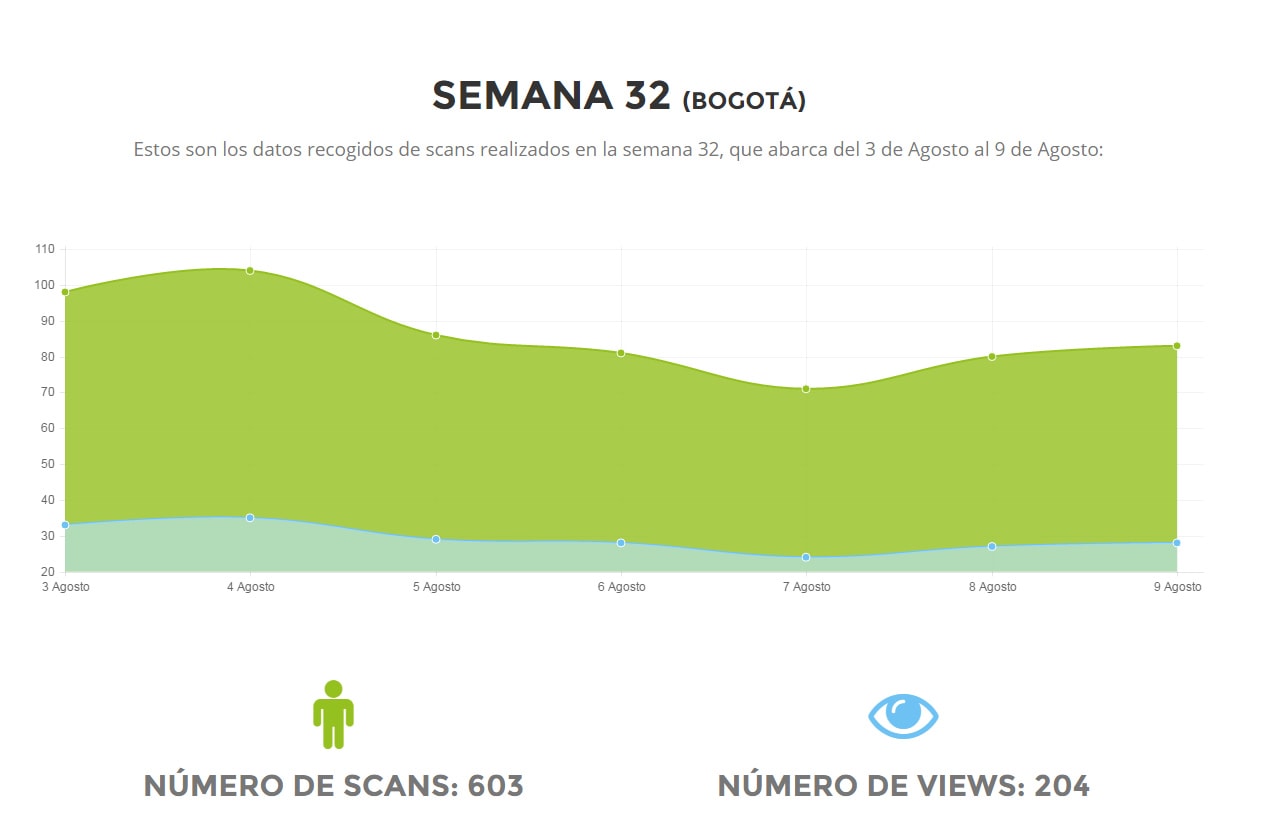 SEMANA 32 (BOGOTÁ)
Estos son los datos recogidos de scans realizados en la semana 32, que abarca del 3 de Agosto al 9 de Agosto:
110
100
90
80
70
60
50
40
30
20
3 Agosto 4 Agosto 5 Agosto 6 Agosto 7 Agosto 8 Agosto 9 Agosto
NÚMERO DE SCANS: 603 NÚMERO DE VIEWS: 204